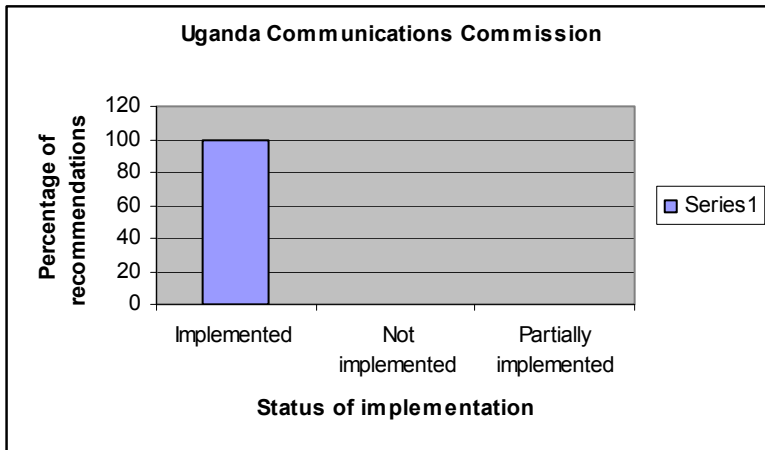 Uganda Communications Commission
Percentage of
recommendations
120
100
80
60
40
20
0
Implemented
Not
implemented
Partially
implemented
Status of implementation
Series1